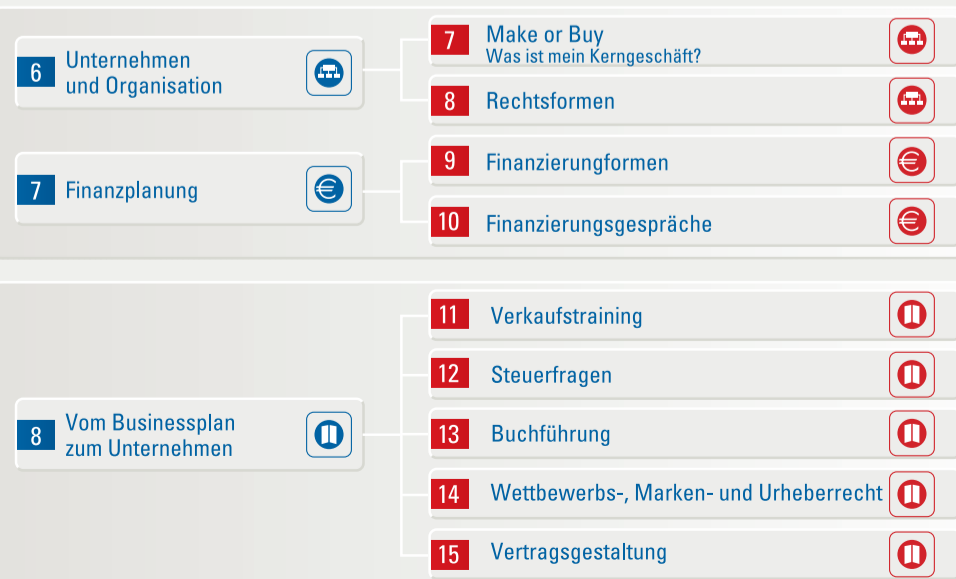 6
Unternehmen
und Organisation
7
Make or Buy
Was ist mein Kerngeschäft?
8
Rechtsformen
7
Finanzplanung
€
9
Finanzierungformen
€
10
Finanzierungsgespräche
€
8
Vom Businessplan
zum Unternehmen
11
Verkaufstraining
12
Steuerfragen
13
Buchführung
14
Wettbewerbs-, Marken- und Urheberrecht
15
Vertragsgestaltung